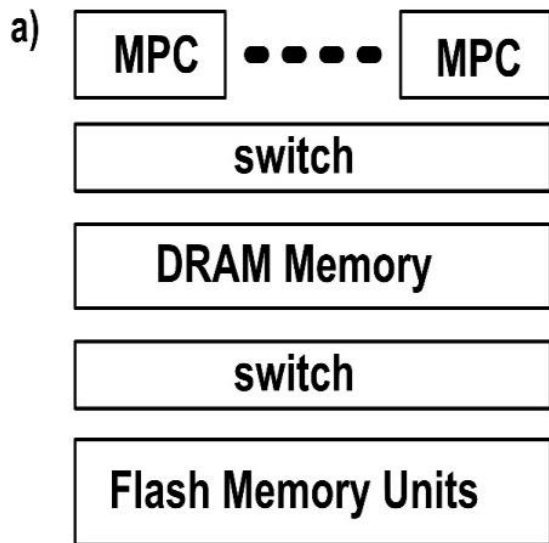 a)
MPC MPC
switch
DRAM Memory
switch
Flash Memory Units